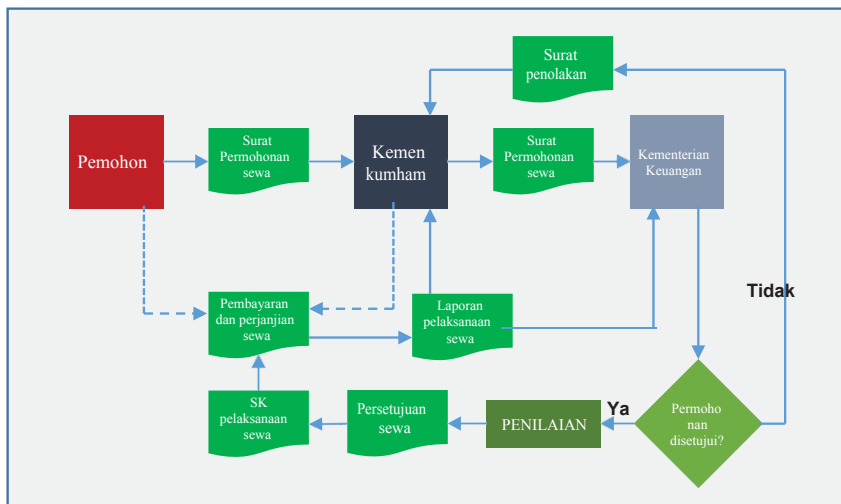 Surat
penolakan
Pemohon
Surat
Permohonan
sewa
Kemen
kumham
Surat
Permohonan
sewa
Kementerian
Keuangan
Tidak
Pembayaran
dan perjanjian
sewa
Laporan
pelaksanaan
sewa
SK
pelaksanaan
sewa
Persetujuan
sewa
PENILAIAN
Ya
Permoho
nan
disetujui?